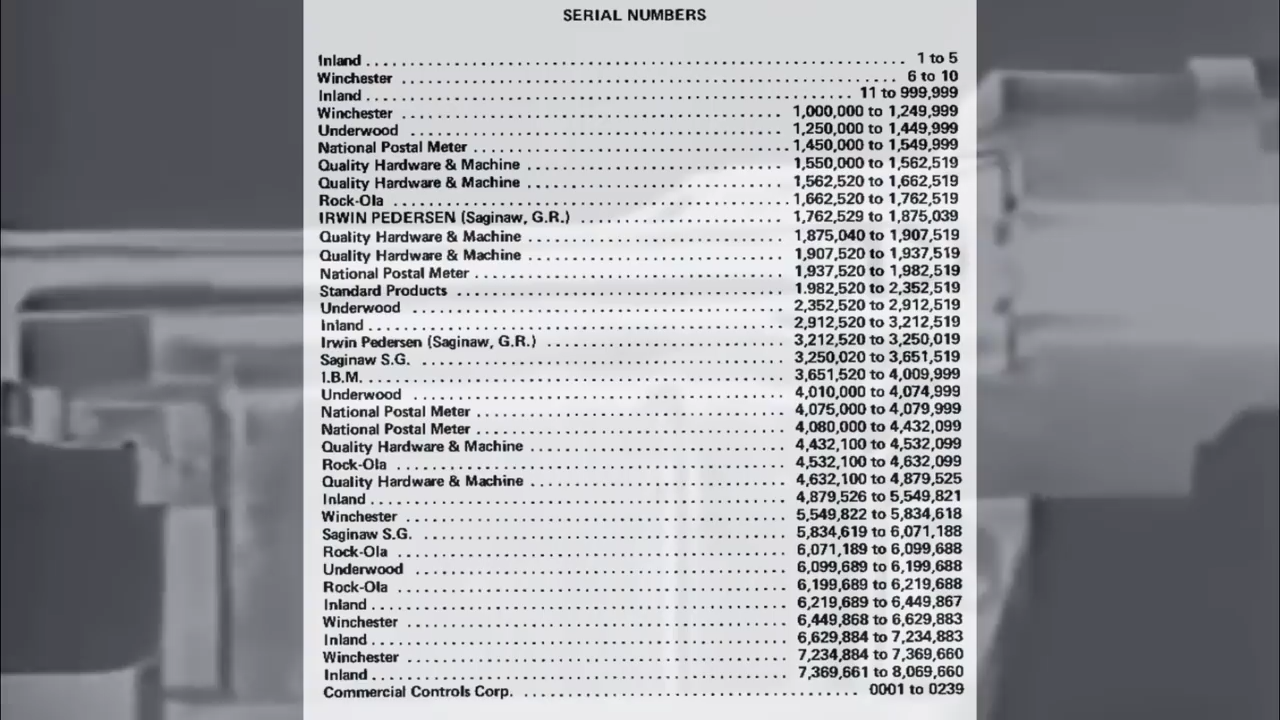 SERIAL NUMBERS
Inland . . . . . . . . . . . . . . . . . . . . 1 to 5
Winchester . . . . . . . . . . . . . . . . . . . . 6 to 10
Inland . . . . . . . . . . . . . . . . . . . . 11 to 999,999
Winchester . . . . . . . . . . . . . . . . . . . . 1,000,000 to 1,249,999
Underwood . . . . . . . . . . . . . . . . . . . . 1,250,000 to 1,449,999
National Postal Meter . . . . . . . . . . . . . . . . . . . . 1,450,000 to 1,549,999
Quality Hardware & Machine . . . . . . . . . . . . . . . . . . . . 1,550,000 to 1,562,519
Quality Hardware & Machine . . . . . . . . . . . . . . . . . . . . 1,562,520 to 1,662,519
Rock-Ola . . . . . . . . . . . . . . . . . . . . 1,662,520 to 1,762,519
IRWIN PEDERSEN (Saginaw, G.R.) . . . . . . . . . . . . . . . . . . . . 1,762,529 to 1,875,039
Quality Hardware & Machine . . . . . . . . . . . . . . . . . . . . 1,875,040 to 1,907,519
Quality Hardware & Machine . . . . . . . . . . . . . . . . . . . . 1,907,520 to 1,937,519
National Postal Meter . . . . . . . . . . . . . . . . . . . . 1,937,520 to 1,982,519
Standard Products . . . . . . . . . . . . . . . . . . . . 1.982,520 to 2,352,519
Underwood . . . . . . . . . . . . . . . . . . . . 2,352,520 to 2,912,519
Inland . . . . . . . . . . . . . . . . . . . . 2,912,520 to 3,212,519
Irwin Pedersen (Saginaw, G.R.) . . . . . . . . . . . . . . . . . . . . 3,212,520 to 3,250,019
Saginaw S.G. . . . . . . . . . . . . . . . . . . . . 3,250,020 to 3,651,519
I.B.M. . . . . . . . . . . . . . . . . . . . . 3,651,520 to 4,009,999
Underwood . . . . . . . . . . . . . . . . . . . . 4,010,000 to 4,074,999
National Postal Meter . . . . . . . . . . . . . . . . . . . . 4,075,000 to 4,079,999
National Postal Meter . . . . . . . . . . . . . . . . . . . . 4,080,000 to 4,432,099
Quality Hardware & Machine . . . . . . . . . . . . . . . . . . . . 4,432,100 to 4,532,099
Rock-Ola . . . . . . . . . . . . . . . . . . . . 4,532,100 to 4,632,099
Quality Hardware & Machine . . . . . . . . . . . . . . . . . . . . 4,632,100 to 4,879,525
Inland . . . . . . . . . . . . . . . . . . . . 4,879,526 to 5,549,821
Winchester . . . . . . . . . . . . . . . . . . . . 5,549,822 to 5,834,618
Saginaw S.G. . . . . . . . . . . . . . . . . . . . . 5,834,619 to 6,071,188
Rock-Ola . . . . . . . . . . . . . . . . . . . . 6,071,189 to 6,099,688
Underwood . . . . . . . . . . . . . . . . . . . . 6,099,689 to 6,199,688
Rock-Ola . . . . . . . . . . . . . . . . . . . . 6,199,689 to 6,219,688
Inland . . . . . . . . . . . . . . . . . . . . 6,219,689 to 6,449,867
Winchester . . . . . . . . . . . . . . . . . . . . 6,449,868 to 6,629,883
Inland . . . . . . . . . . . . . . . . . . . . 6,629,884 to 7,234,883
Winchester . . . . . . . . . . . . . . . . . . . . 7,234,884 to 7,369,660
Inland . . . . . . . . . . . . . . . . . . . . 7,369,661 to 8,069,660
Commercial Controls Corp. . . . . . . . . . . . . . . . . . . . . 0001 to 0239